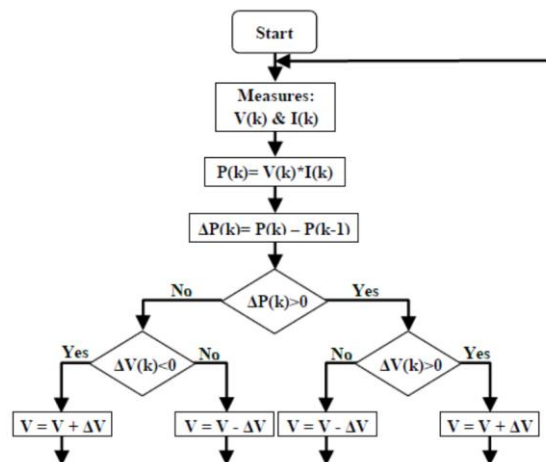 Start
Measures:
V(k) & I(k)
P(k)= V(k)*I(k)
ΔP(k)= P(k) – P(k-1)
No
ΔP(k)>0
Yes
Yes
ΔV(k)<0
No
No
ΔV(k)>0
Yes
V = V + ΔV
V = V - ΔV
V = V - ΔV
V = V + ΔV